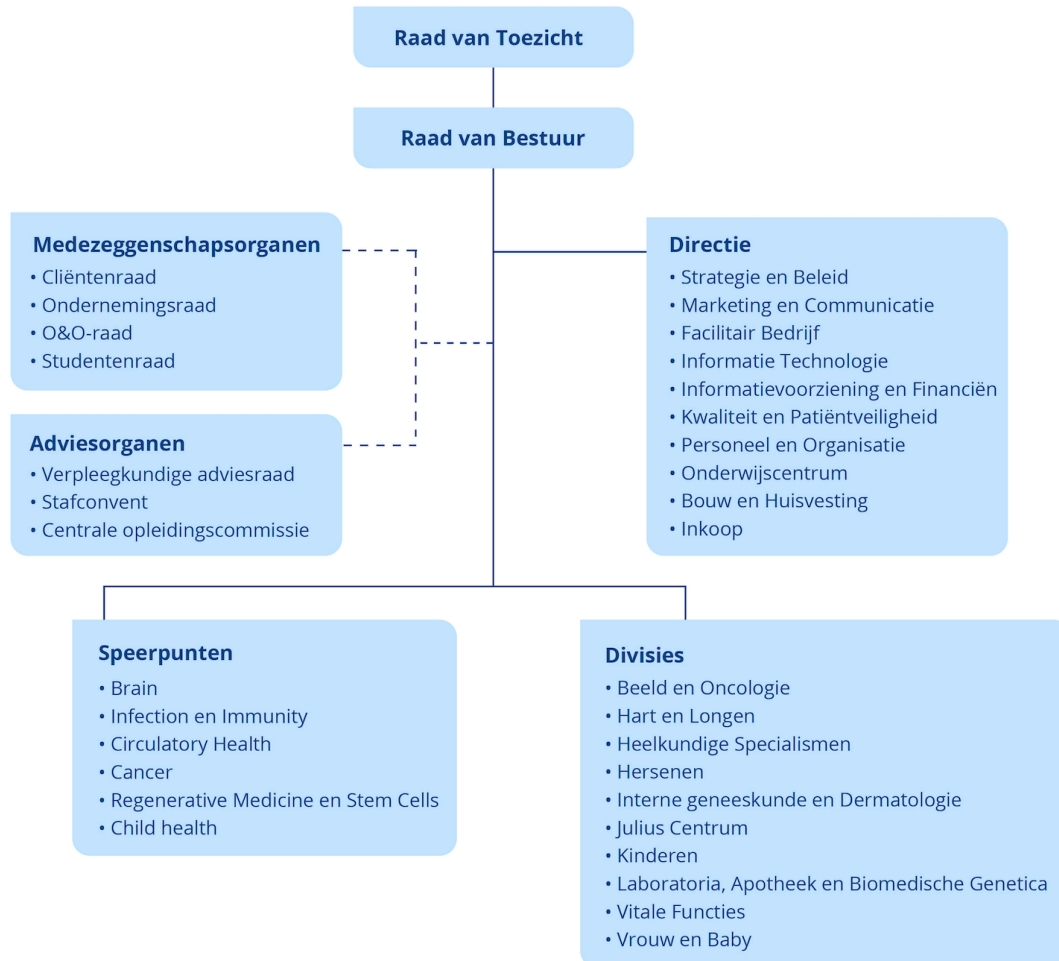 Raad van Toezicht
Raad van Bestuur
Medezeggenschapsorganen
• Cliëntenraad
• Ondernemingsraad
• O&O-raad
• Studentenraad
Adviesorganen
• Verpleegkundige adviesraad
• Stafconvent
• Centrale opleidingscommissie
Directie
• Strategie en Beleid
• Marketing en Communicatie
• Facilitair Bedrijf
• Informatie Technologie
• Informatievoorziening en Financiën
• Kwaliteit en Patiëntveiligheid
• Personeel en Organisatie
• Onderwijscentrum
• Bouw en Huisvesting
• Inkoop
Speerpunten
• Brain
• Infection en Immunity
• Circulatory Health
• Cancer
• Regenerative Medicine en Stem Cells
• Child health
Divisies
• Beeld en Oncologie
• Hart en Longen
• Heelkundige Specialismen
• Hersenen
• Interne geneeskunde en Dermatologie
• Julius Centrum
• Kinderen
• Laboratoria, Apotheek en Biomedische Genetica
• Vitale Functies
• Vrouw en Baby